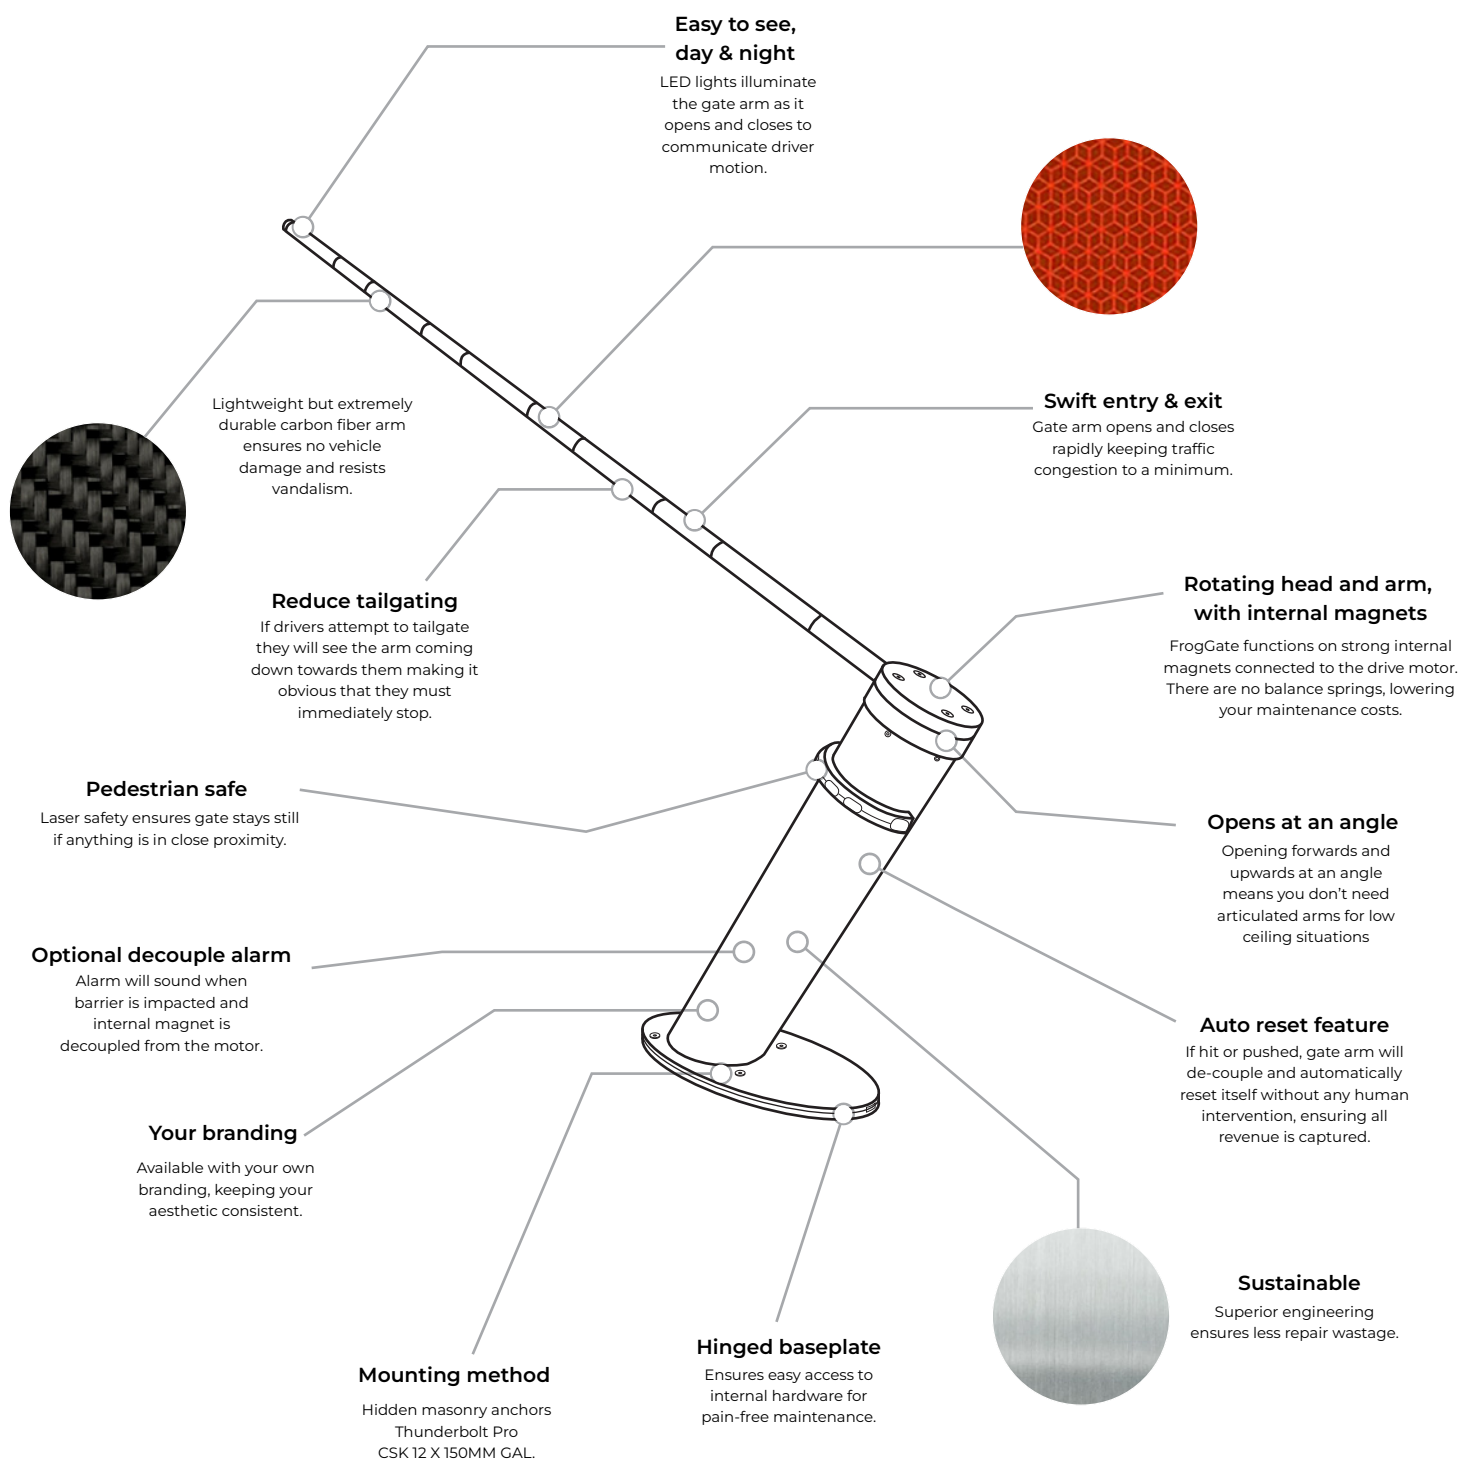 Easy to see,
day & night
LED lights illuminate
the gate arm as it
opens and closes to
communicate driver
motion.
Lightweight but extremely
durable carbon fiber arm
ensures no vehicle
damage and resists
vandalism.
Swift entry & exit
Gate arm opens and closes
rapidly keeping traffic
congestion to a minimum.
Reduce tailgating
If drivers attempt to tailgate
they will see the arm coming
down towards them making it
obvious that they must
immediately stop.
Rotating head and arm,
with internal magnets
FrogGate functions on strong internal
magnets connected to the drive motor.
There are no balance springs, lowering
your maintenance costs.
Pedestrian safe
Laser safety ensures gate stays still
if anything is in close proximity.
Opens at an angle
Opening forwards and
upwards at an angle
means you don’t need
articulated arms for low
ceiling situations
Optional decouple alarm
Alarm will sound when
barrier is impacted and
internal magnet is
decoupled from the motor.
Auto reset feature
If hit or pushed, gate arm will
de-couple and automatically
reset itself without any human
intervention, ensuring all
revenue is captured.
Your branding
Available with your own
branding, keeping your
aesthetic consistent.
Sustainable
Superior engineering
ensures less repair wastage.
Hinged baseplate
Ensures easy access to
internal hardware for
pain-free maintenance.
Mounting method
Hidden masonry anchors
Thunderbolt Pro
CSK 12 X 150MM GAL.